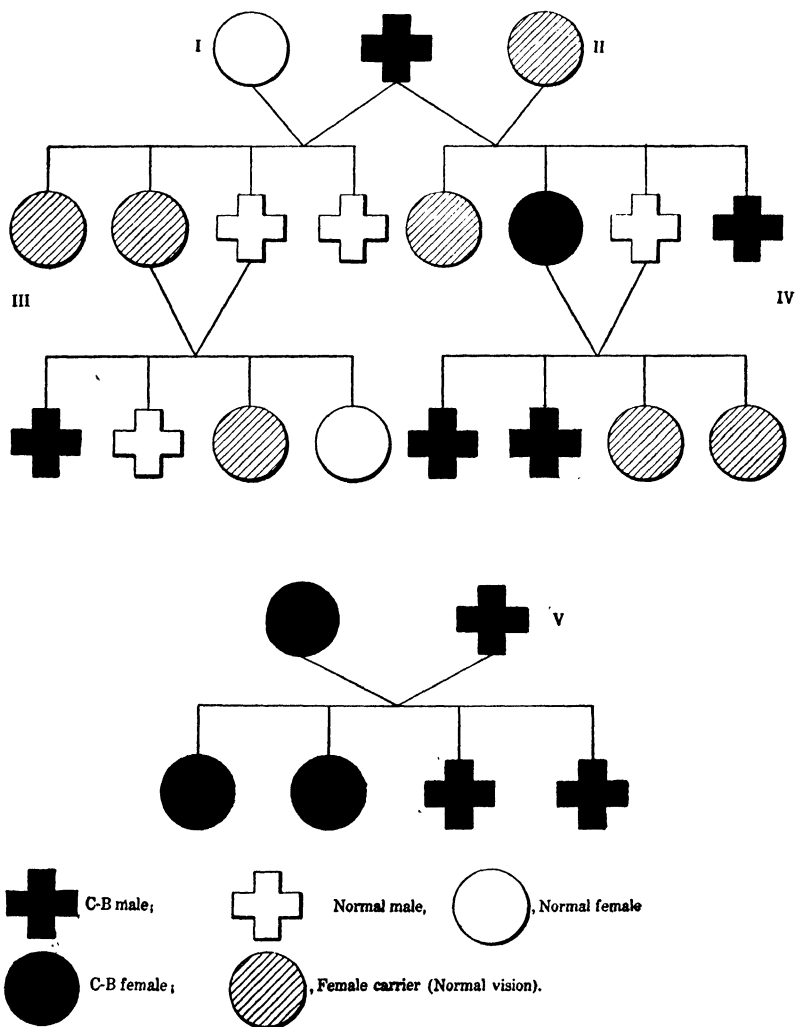 I
II
III
IV
V
C-B male;
Normal male,
, Normal female
C-B female;
, Female carrier (Normal vision).